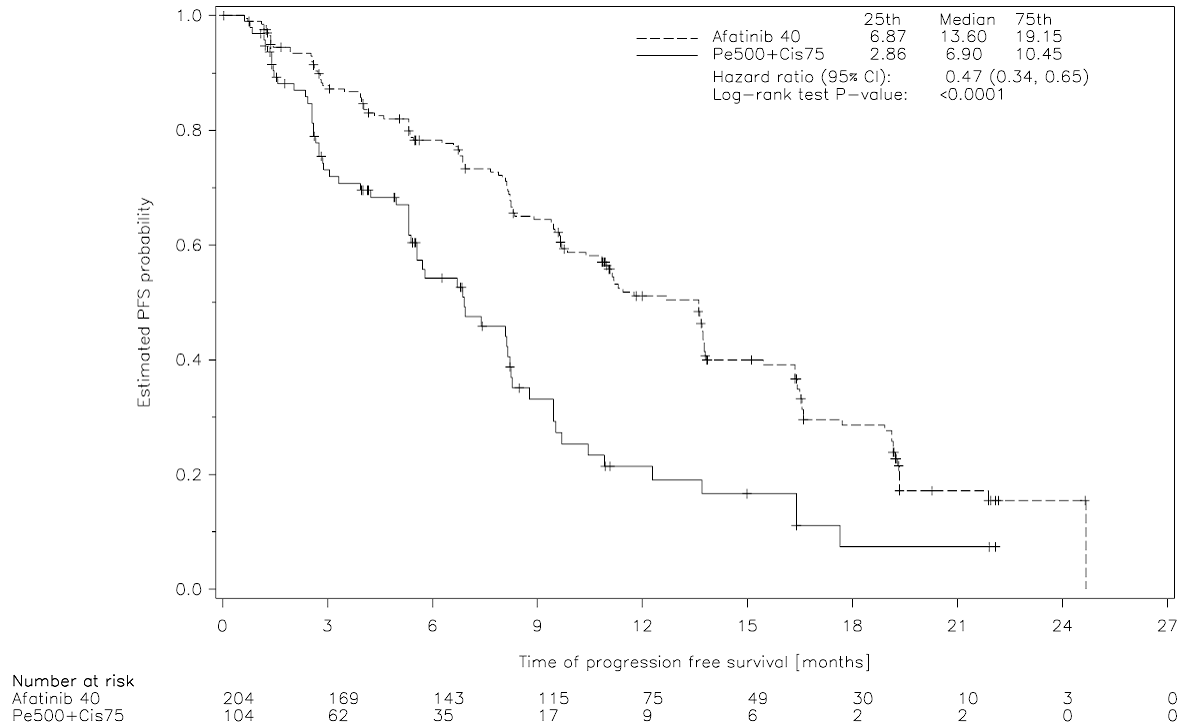 25th Median 75th
Afatinib 40 6.87 13.60 19.15
Pe500+Cis75 2.86 6.90 10.45
Hazard ratio (95% CI): 0.47 (0.34, 0.65)
Log-rank test P-value: <0.0001
Estimated PFS probability
1.0
0.8
0.6
0.4
0.2
0.0
0 3 6 9 12 15 18 21 24 27
Time of progression free survival [months]
Number at risk
Afatinib 40 204 169 143 115 75 49 30 10 3 0
Pe500+Cis75 104 62 35 17 9 6 2 2 0 0